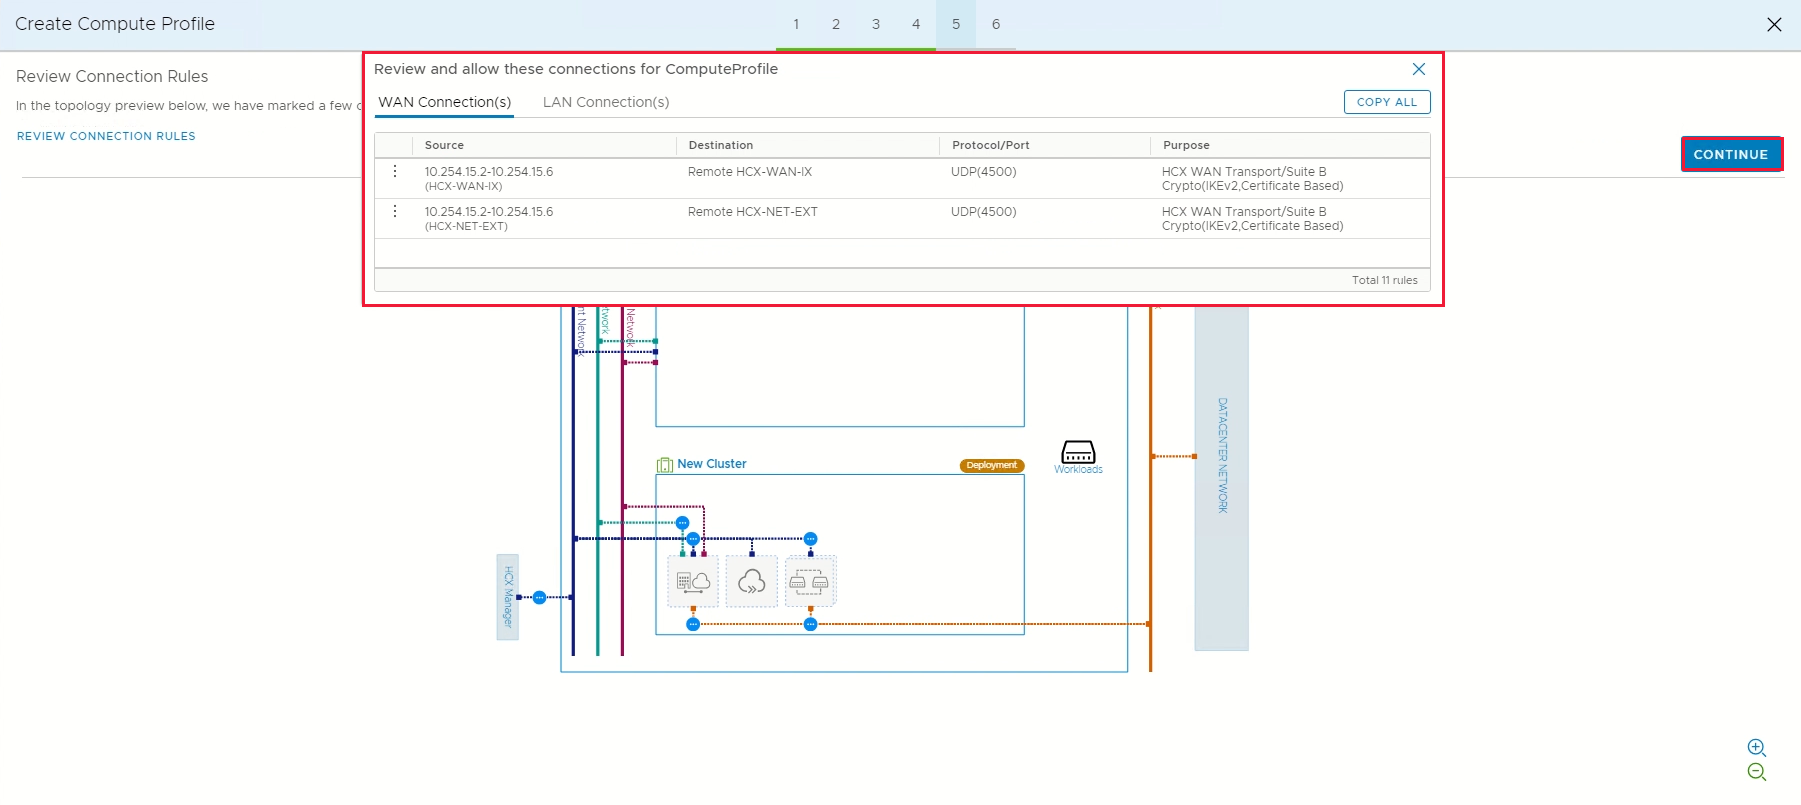 Create Compute Profile
1 2 3 4 5 6
Review Connection Rules
In the topology preview below, we have marked a few
REVIEW CONNECTION RULES
Review and allow these connections for ComputeProfile
WAN Connection(s) LAN Connection(s)
COPY ALL
CONTINUE
Source Destination Protocol/Port Purpose
10.254.15.2-10.254.15.6 Remote HCX-WAN-IX UDP(4500) HCX WAN Transport/Suite B
(HCX-WAN-IX) Crypto(IKEv2,Certificate Based)
10.254.15.2-10.254.15.6 Remote HCX-NET-EXT UDP(4500) HCX WAN Transport/Suite B
(HCX-NET-EXT) Crypto(IKEv2,Certificate Based)
Total 11 rules
Network
Network
DATACENTER NETWORK
New Cluster
Deployment
Workloads
HCX Manager